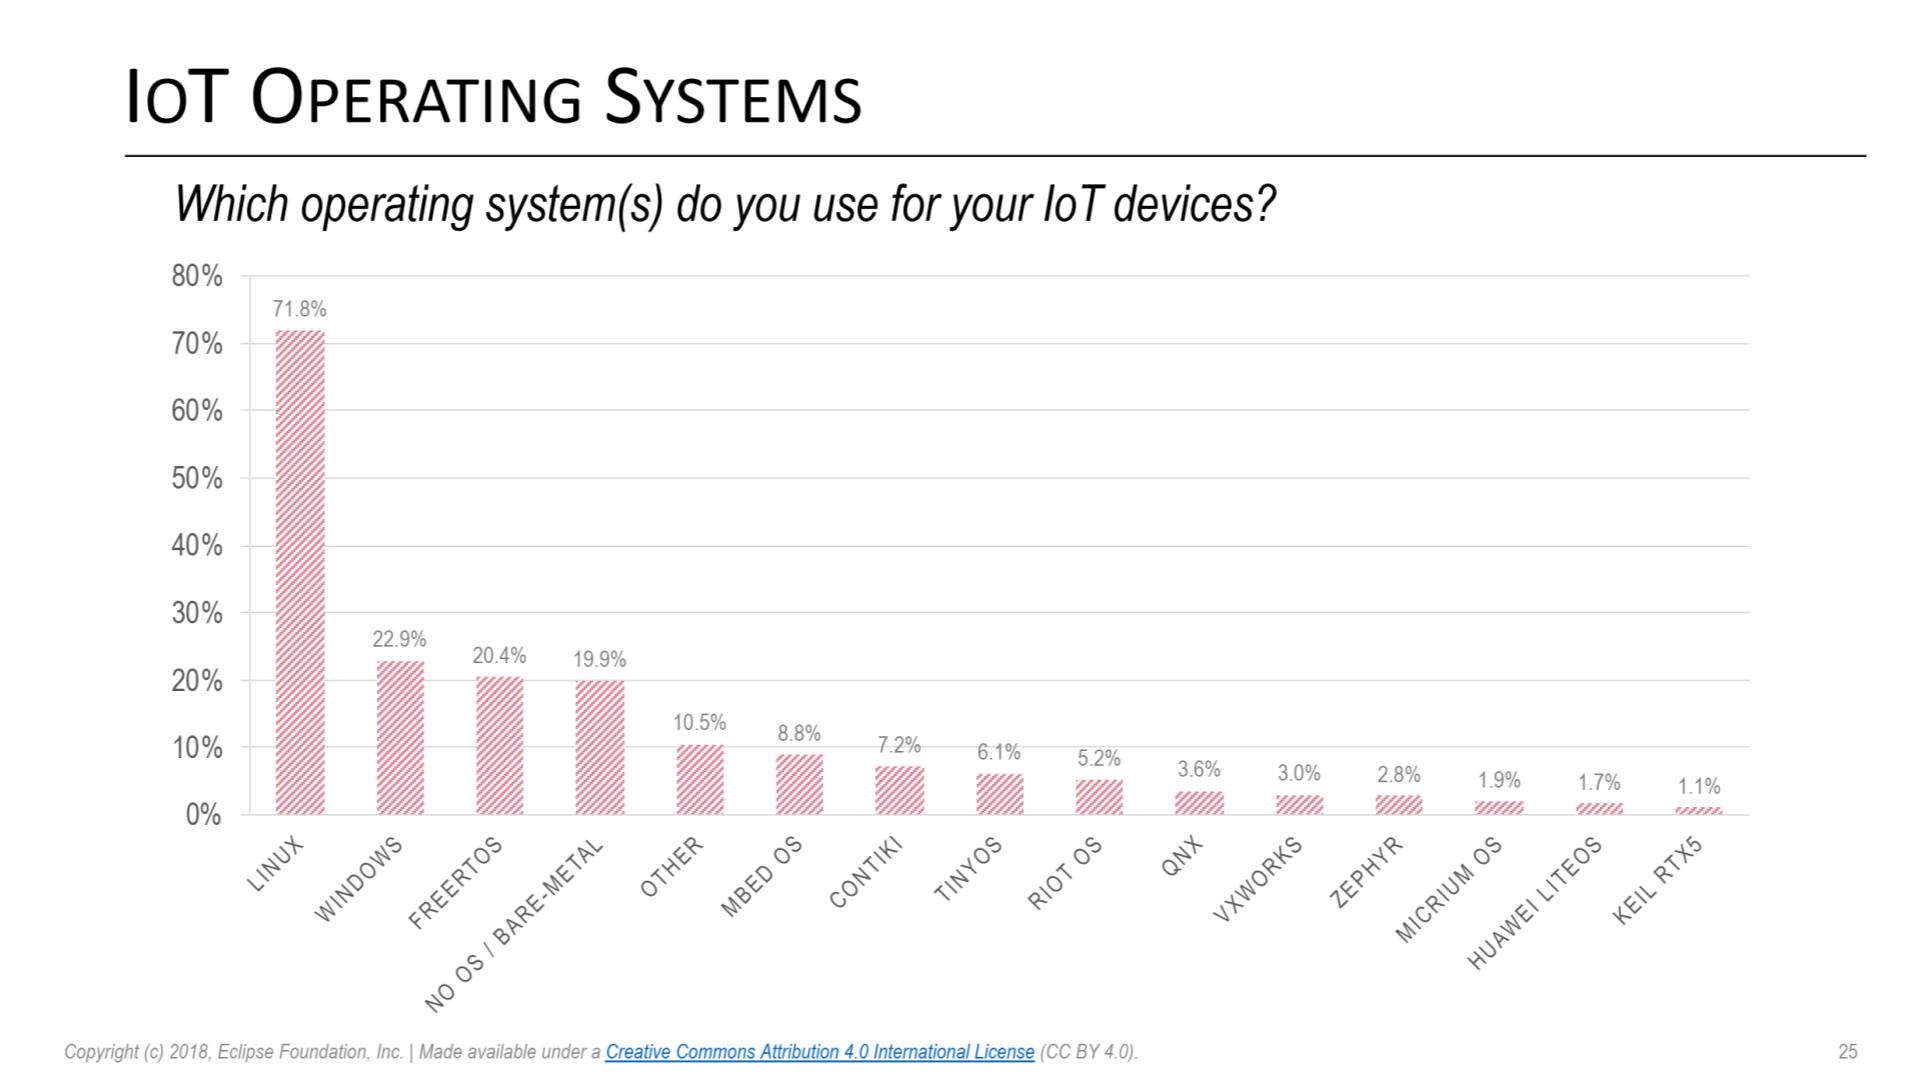 IoT Operating Systems
Which operating system(s) do you use for your IoT devices?
80%
70%
60%
50%
40%
30%
20%
10%
0%
71.8%
22.9%
20.4%
19.9%
10.5%
8.8%
7.2%
6.1%
5.2%
3.6%
3.0%
2.8%
1.9%
1.7%
1.1%
LINUX
WINDOWS
FREERTOS
NO OS / BARE-METAL
OTHER
MBED OS
CONTIKI
TINYOS
RIOT OS
QNX
VXWORKS
ZEPHYR
MICRIUM OS
HUAWEI LITEOS
KEIL RTX5
Copyright (c) 2018, Eclipse Foundation, Inc. | Made available under a Creative Commons Attribution 4.0 International License (CC BY 4.0).
25